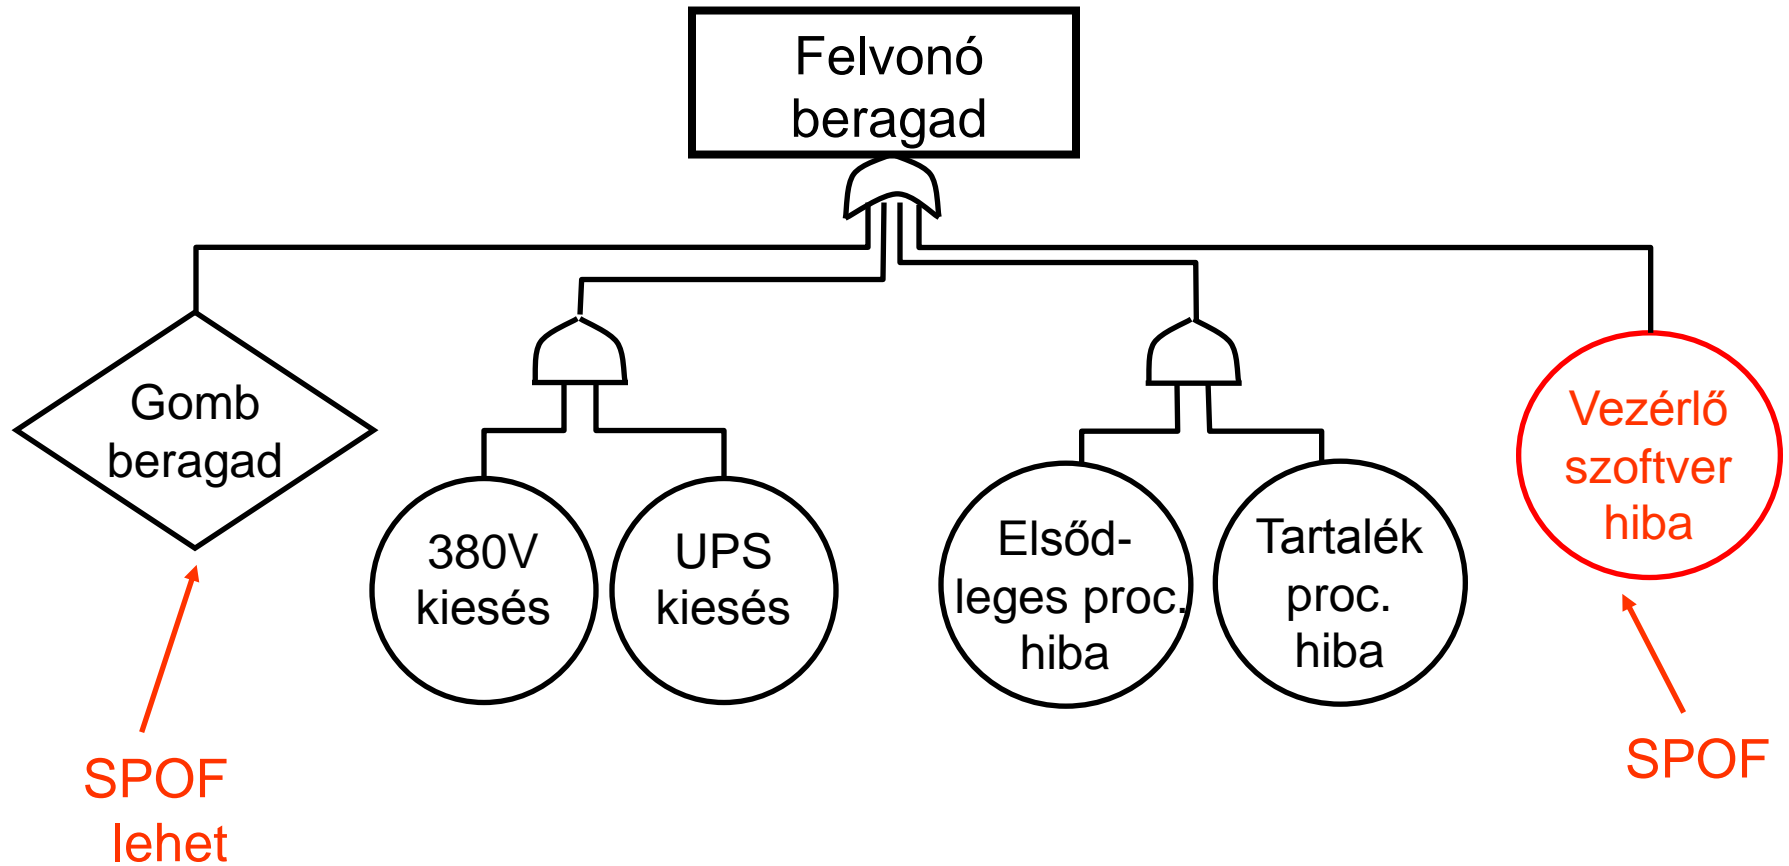 Felvonó
beragad
Gomb
beragad
380V
kiesés
UPS
kiesés
Elsőd-
leges proc.
hiba
Tartalék
proc.
hiba
Vezérlő
szoftver
hiba
SPOF
lehet
SPOF